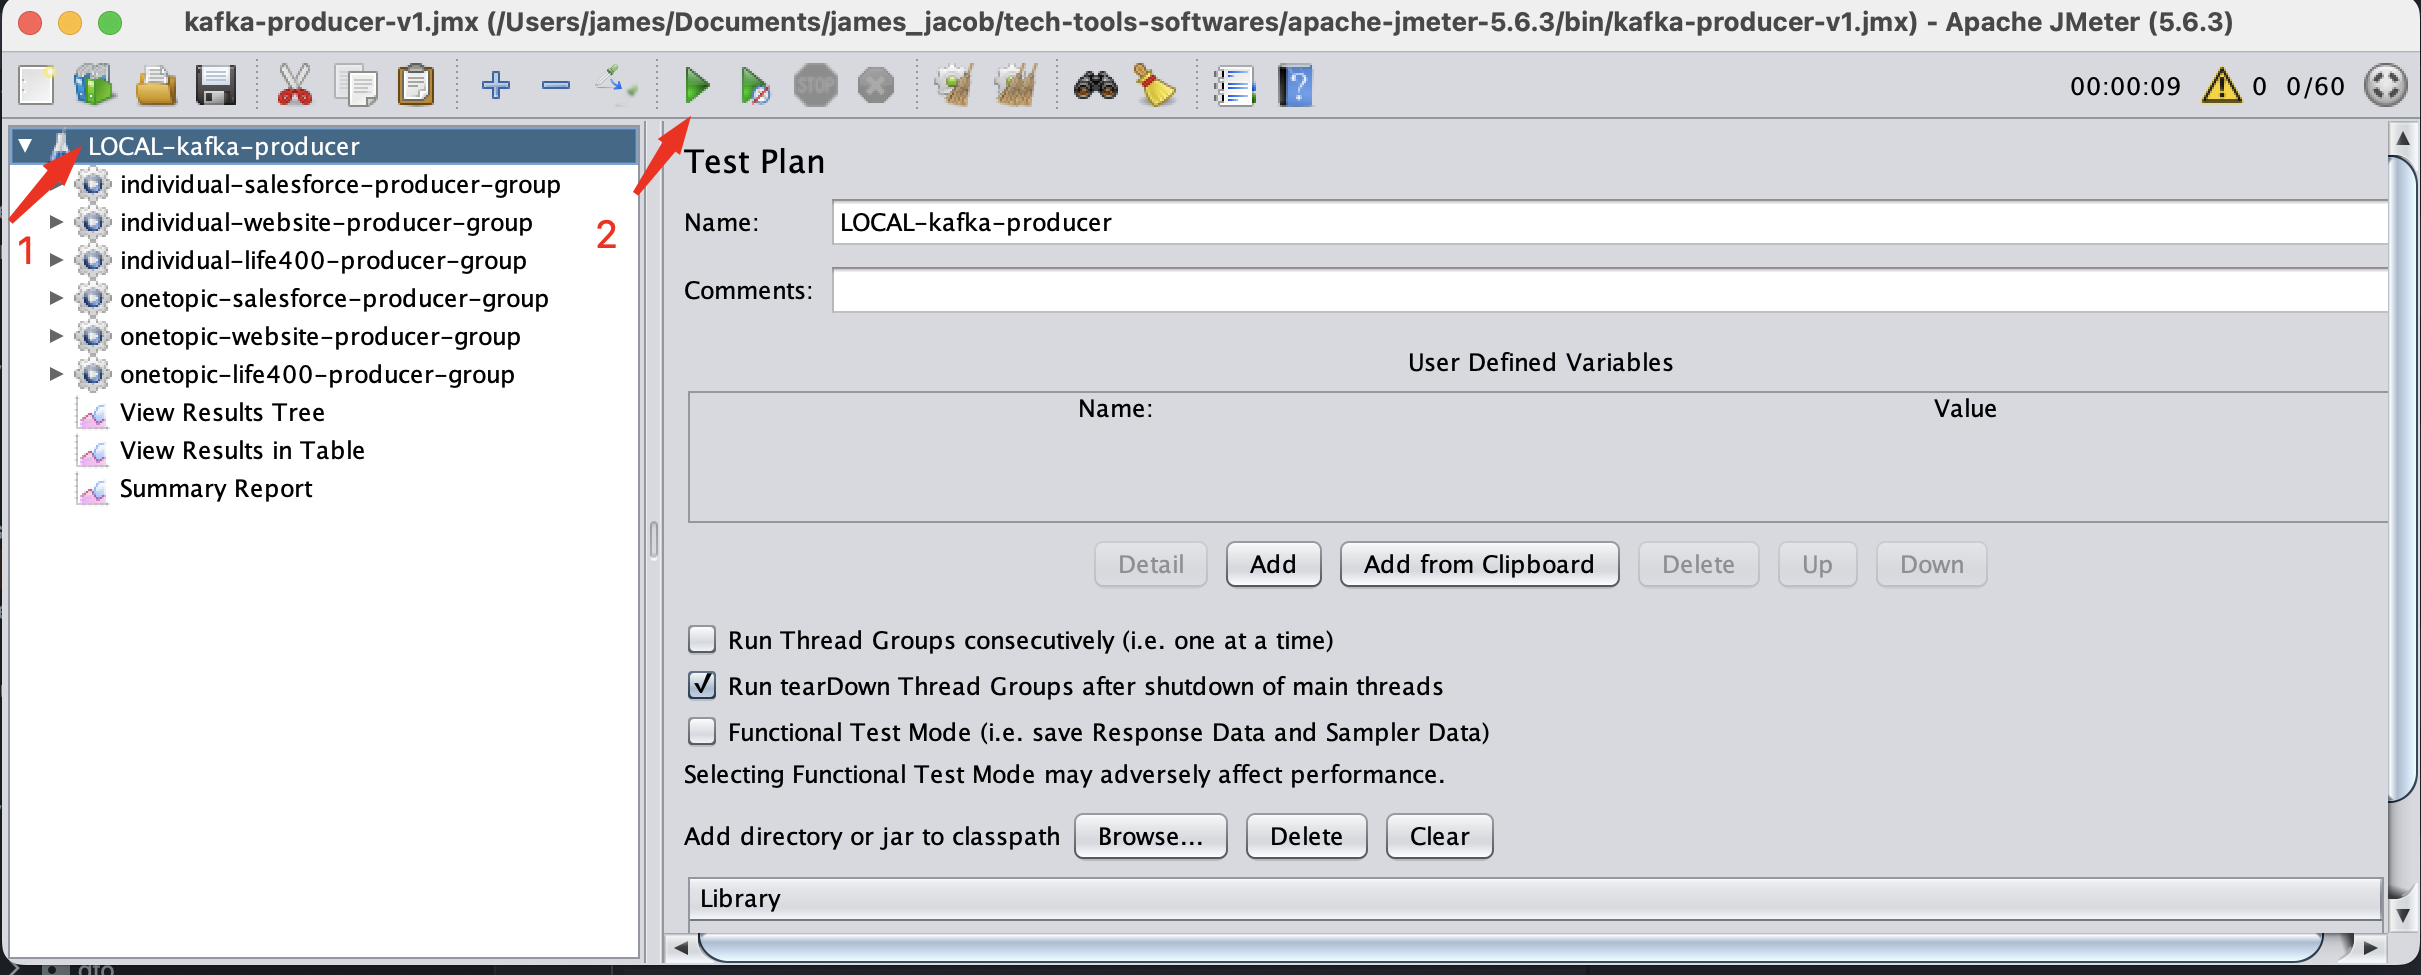 kafka-producer-v1.jmx (/Users/james/Documents/james_jacob/tech-tools-softwares/apache-jmeter-5.6.3/bin/kafka-producer-v1.jmx) - Apache JMeter (5.6.3)
STOP
00:00:09 0 0/60
LOCAL-kafka-producer
individual-salesforce-producer-group
individual-website-producer-group
1
individual-life400-producer-group
onetopic-salesforce-producer-group
onetopic-website-producer-group
onetopic-life400-producer-group
View Results Tree
View Results in Table
Summary Report
2
Test Plan
Name: LOCAL-kafka-producer
Comments:
User Defined Variables
Name: Value
Detail Add Add from Clipboard Delete Up Down
Run Thread Groups consecutively (i.e. one at a time)
Run tearDown Thread Groups after shutdown of main threads
Functional Test Mode (i.e. save Response Data and Sampler Data)
Selecting Functional Test Mode may adversely affect performance.
Add directory or jar to classpath Browse... Delete Clear
Library